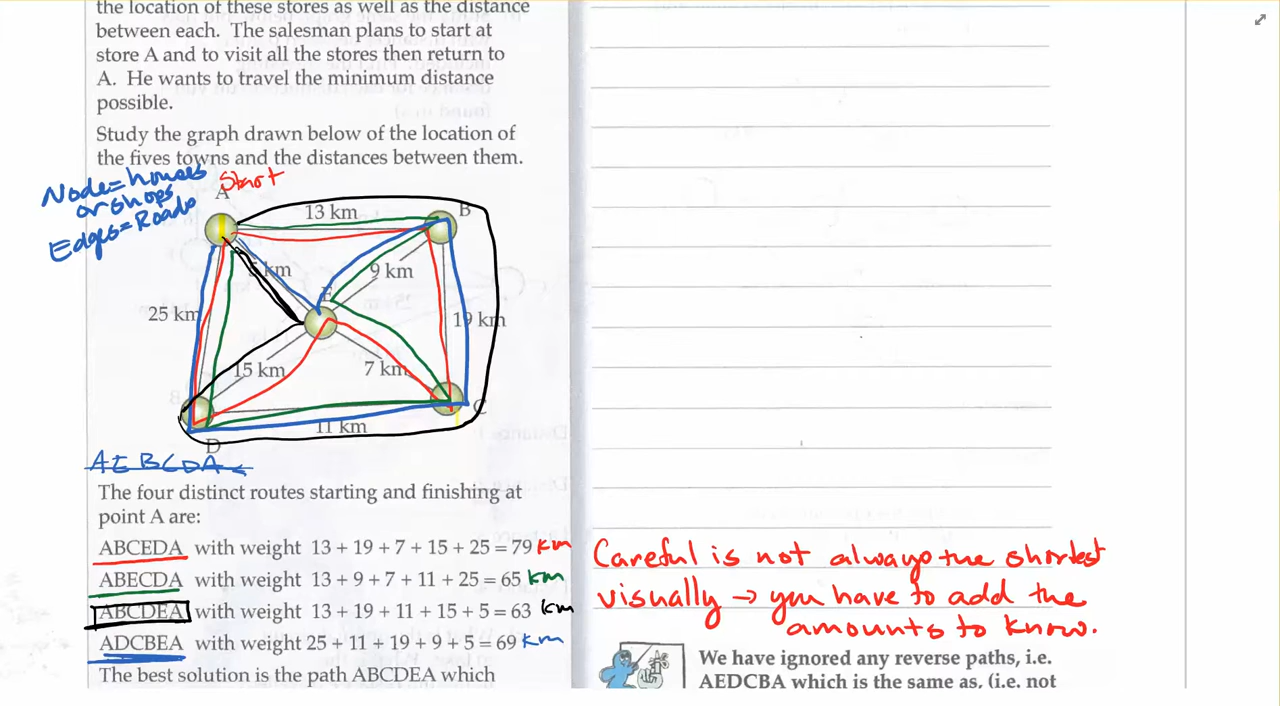 the location of these stores as well as the distance
between each. The salesman plans to start at
store A and to visit all the stores then return to
A. He wants to travel the minimum distance
possible.
Study the graph drawn below of the location of
the fives towns and the distances between them.
Node=houses
or shops
Edges=Roads
Start
A
13 km
B
5 km
9 km
E
25 km
19 km
15 km
7 km
B
C
11 km
D
AEBCDA
The four distinct routes starting and finishing at
point A are:
ABCEDA with weight 13 + 19 + 7 + 15 + 25 = 79 km
ABECDA with weight 13 + 9 + 7 + 11 + 25 = 65 km
ABCDEA with weight 13 + 19 + 11 + 15 + 5 = 63 km
ADCBEA with weight 25 + 11 + 19 + 9 + 5 = 69 km
The best solution is the path ABCDEA which
Careful is not always the shortest
visually → you have to add the
amounts to know.
We have ignored any reverse paths, i.e.
AEDCBA which is the same as, (i.e. not